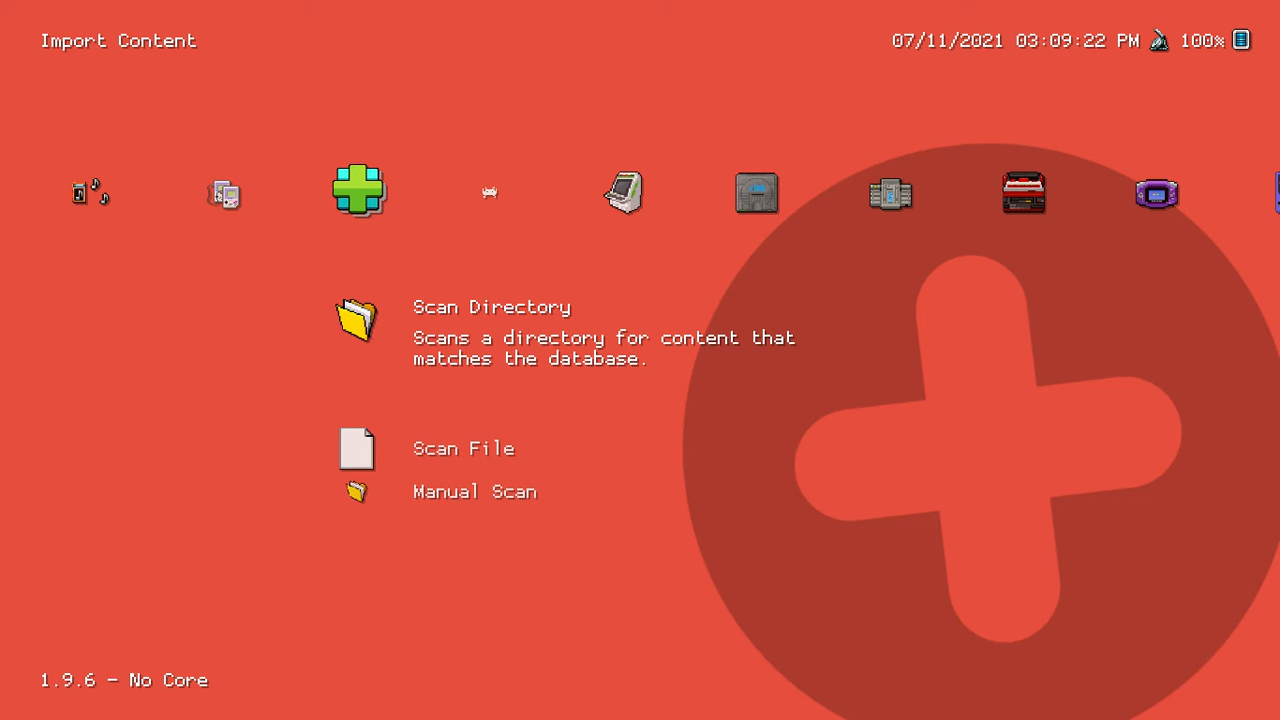 Import Content
07/11/2021 03:09:22 PM 100%
Scan Directory
Scans a directory for content that
matches the database.
Scan File
Manual Scan
1.9.6 - No Core